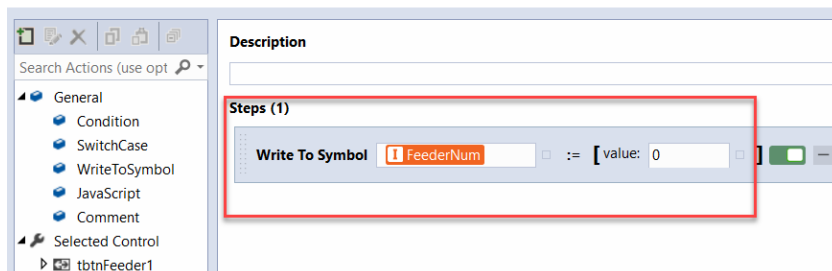 Search Actions (use opt
General
Condition
SwitchCase
WriteToSymbol
JavaScript
Comment
Selected Control
tbtnFeeder1
Description
Steps (1)
Write To Symbol I FeederNum := [ value: 0 ]